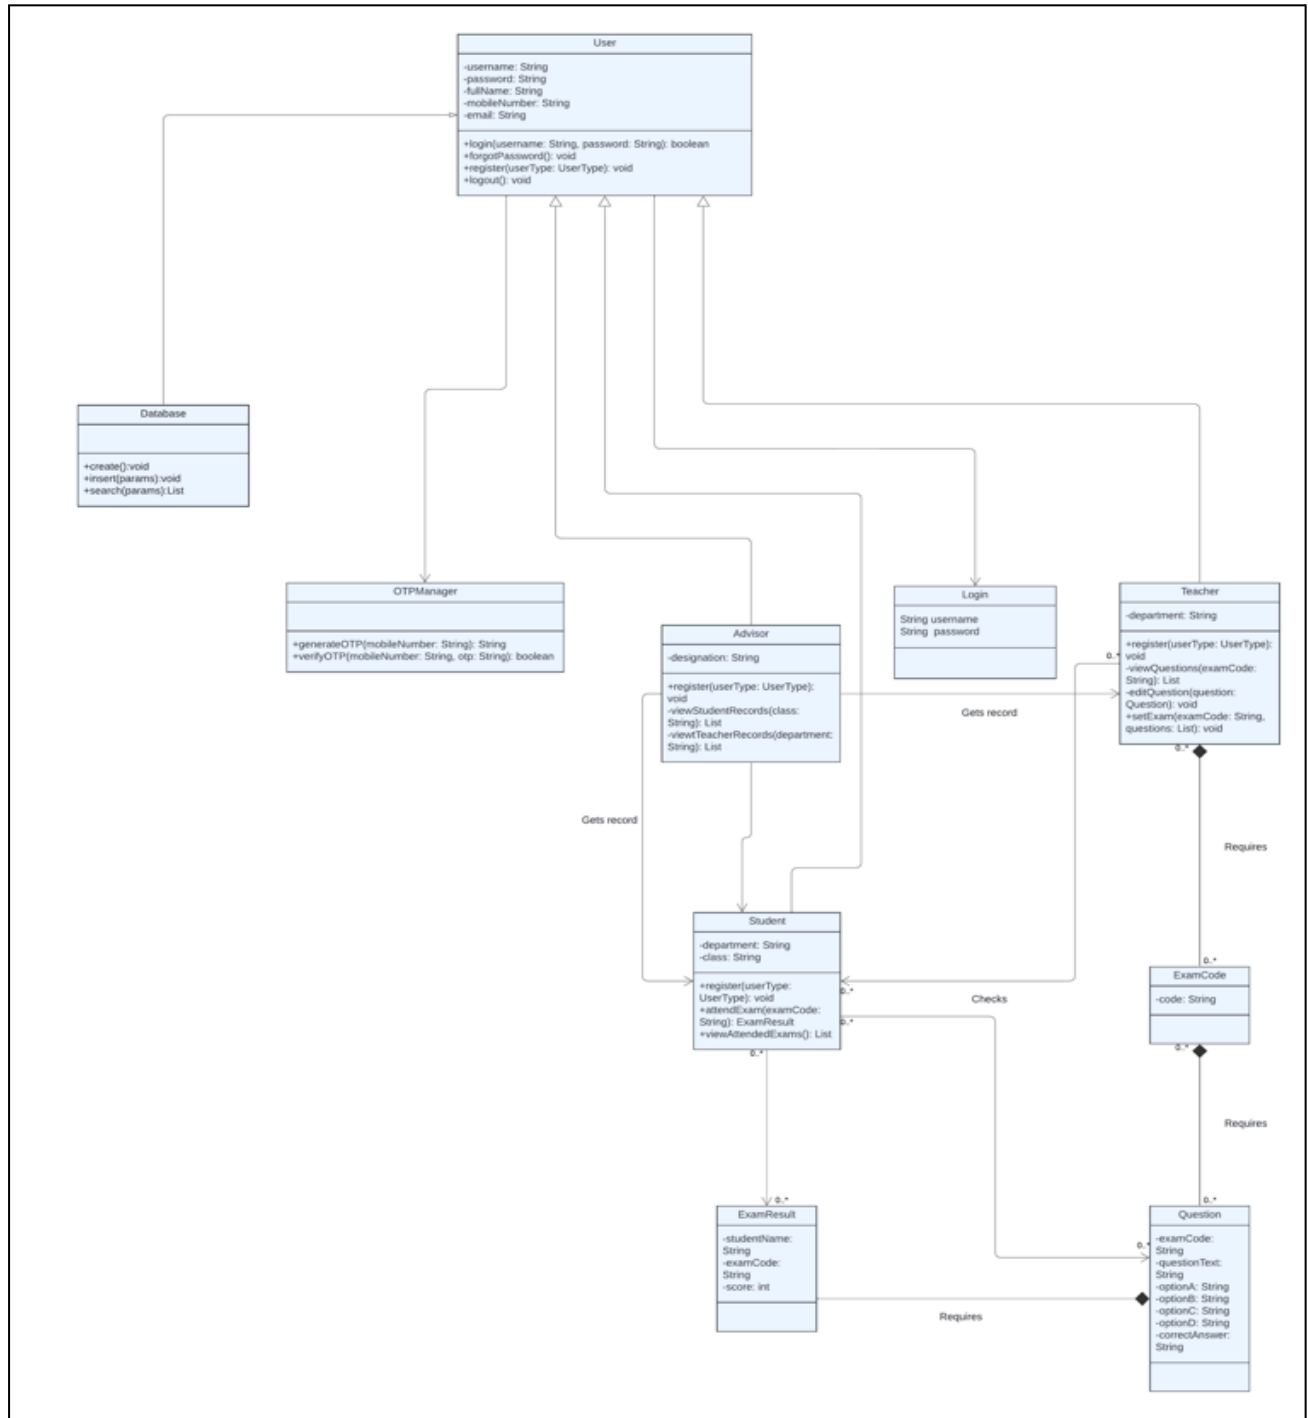 User
-username: String
-password: String
-fullName: String
-mobileNumber: String
-email: String
+login(username: String, password: String): boolean
+forgotPassword(): void
+register(userType: UserType): void
+logout(): void
Database
+create():void
+insert(params):void
+search(params):List
OTPManager
+generateOTP(mobileNumber: String): String
+verifyOTP(mobileNumber: String, otp: String): boolean
Login
String username
String password
Teacher
-department: String
+register(userType: UserType):
void
-viewQuestions(examCode:
String): List
-editQuestion(question:
Question): void
+setExam(examCode: String,
questions: List): void
0..*
0..*
Advisor
-designation: String
+register(userType: UserType):
void
-viewStudentRecords(class:
String): List
-viewtTeacherRecords(department:
String): List
Gets record
Gets record
Requires
Student
-department: String
-class: String
+register(userType:
UserType): void
+attendExam(examCode:
String): ExamResult
+viewAttendedExams(): List
0..*
0..*
0..*
Checks
0..*
ExamCode
-code: String
0..*
Requires
0..*
ExamResult
-studentName:
String
-examCode:
String
-score: int
Requires
0..*
0..*
Question
-examCode:
String
-questionText:
String
-optionA: String
-optionB: String
-optionC: String
-optionD: String
-correctAnswer:
String